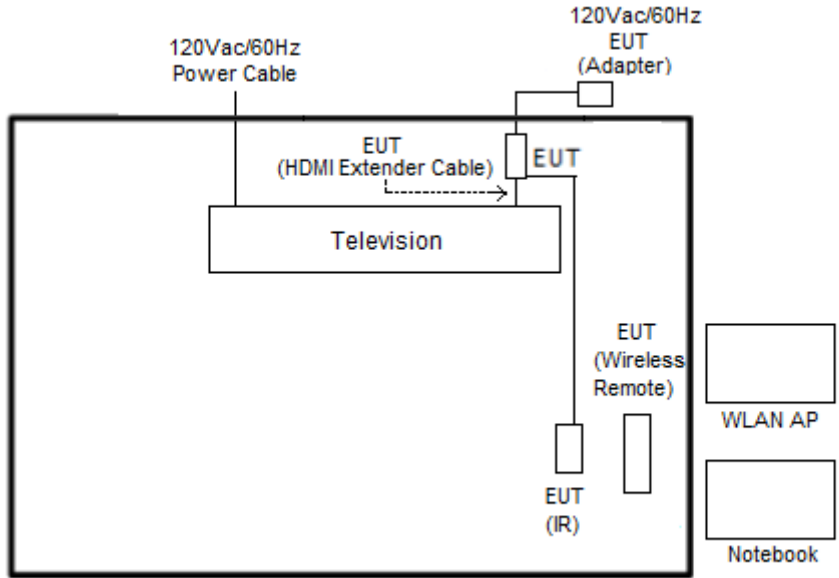 120Vac/60Hz
Power Cable
120Vac/60Hz
EUT
(Adapter)
EUT
(HDMI Extender Cable)
EUT
Television
EUT
(Wireless
Remote)
WLAN AP
EUT
(IR)
Notebook